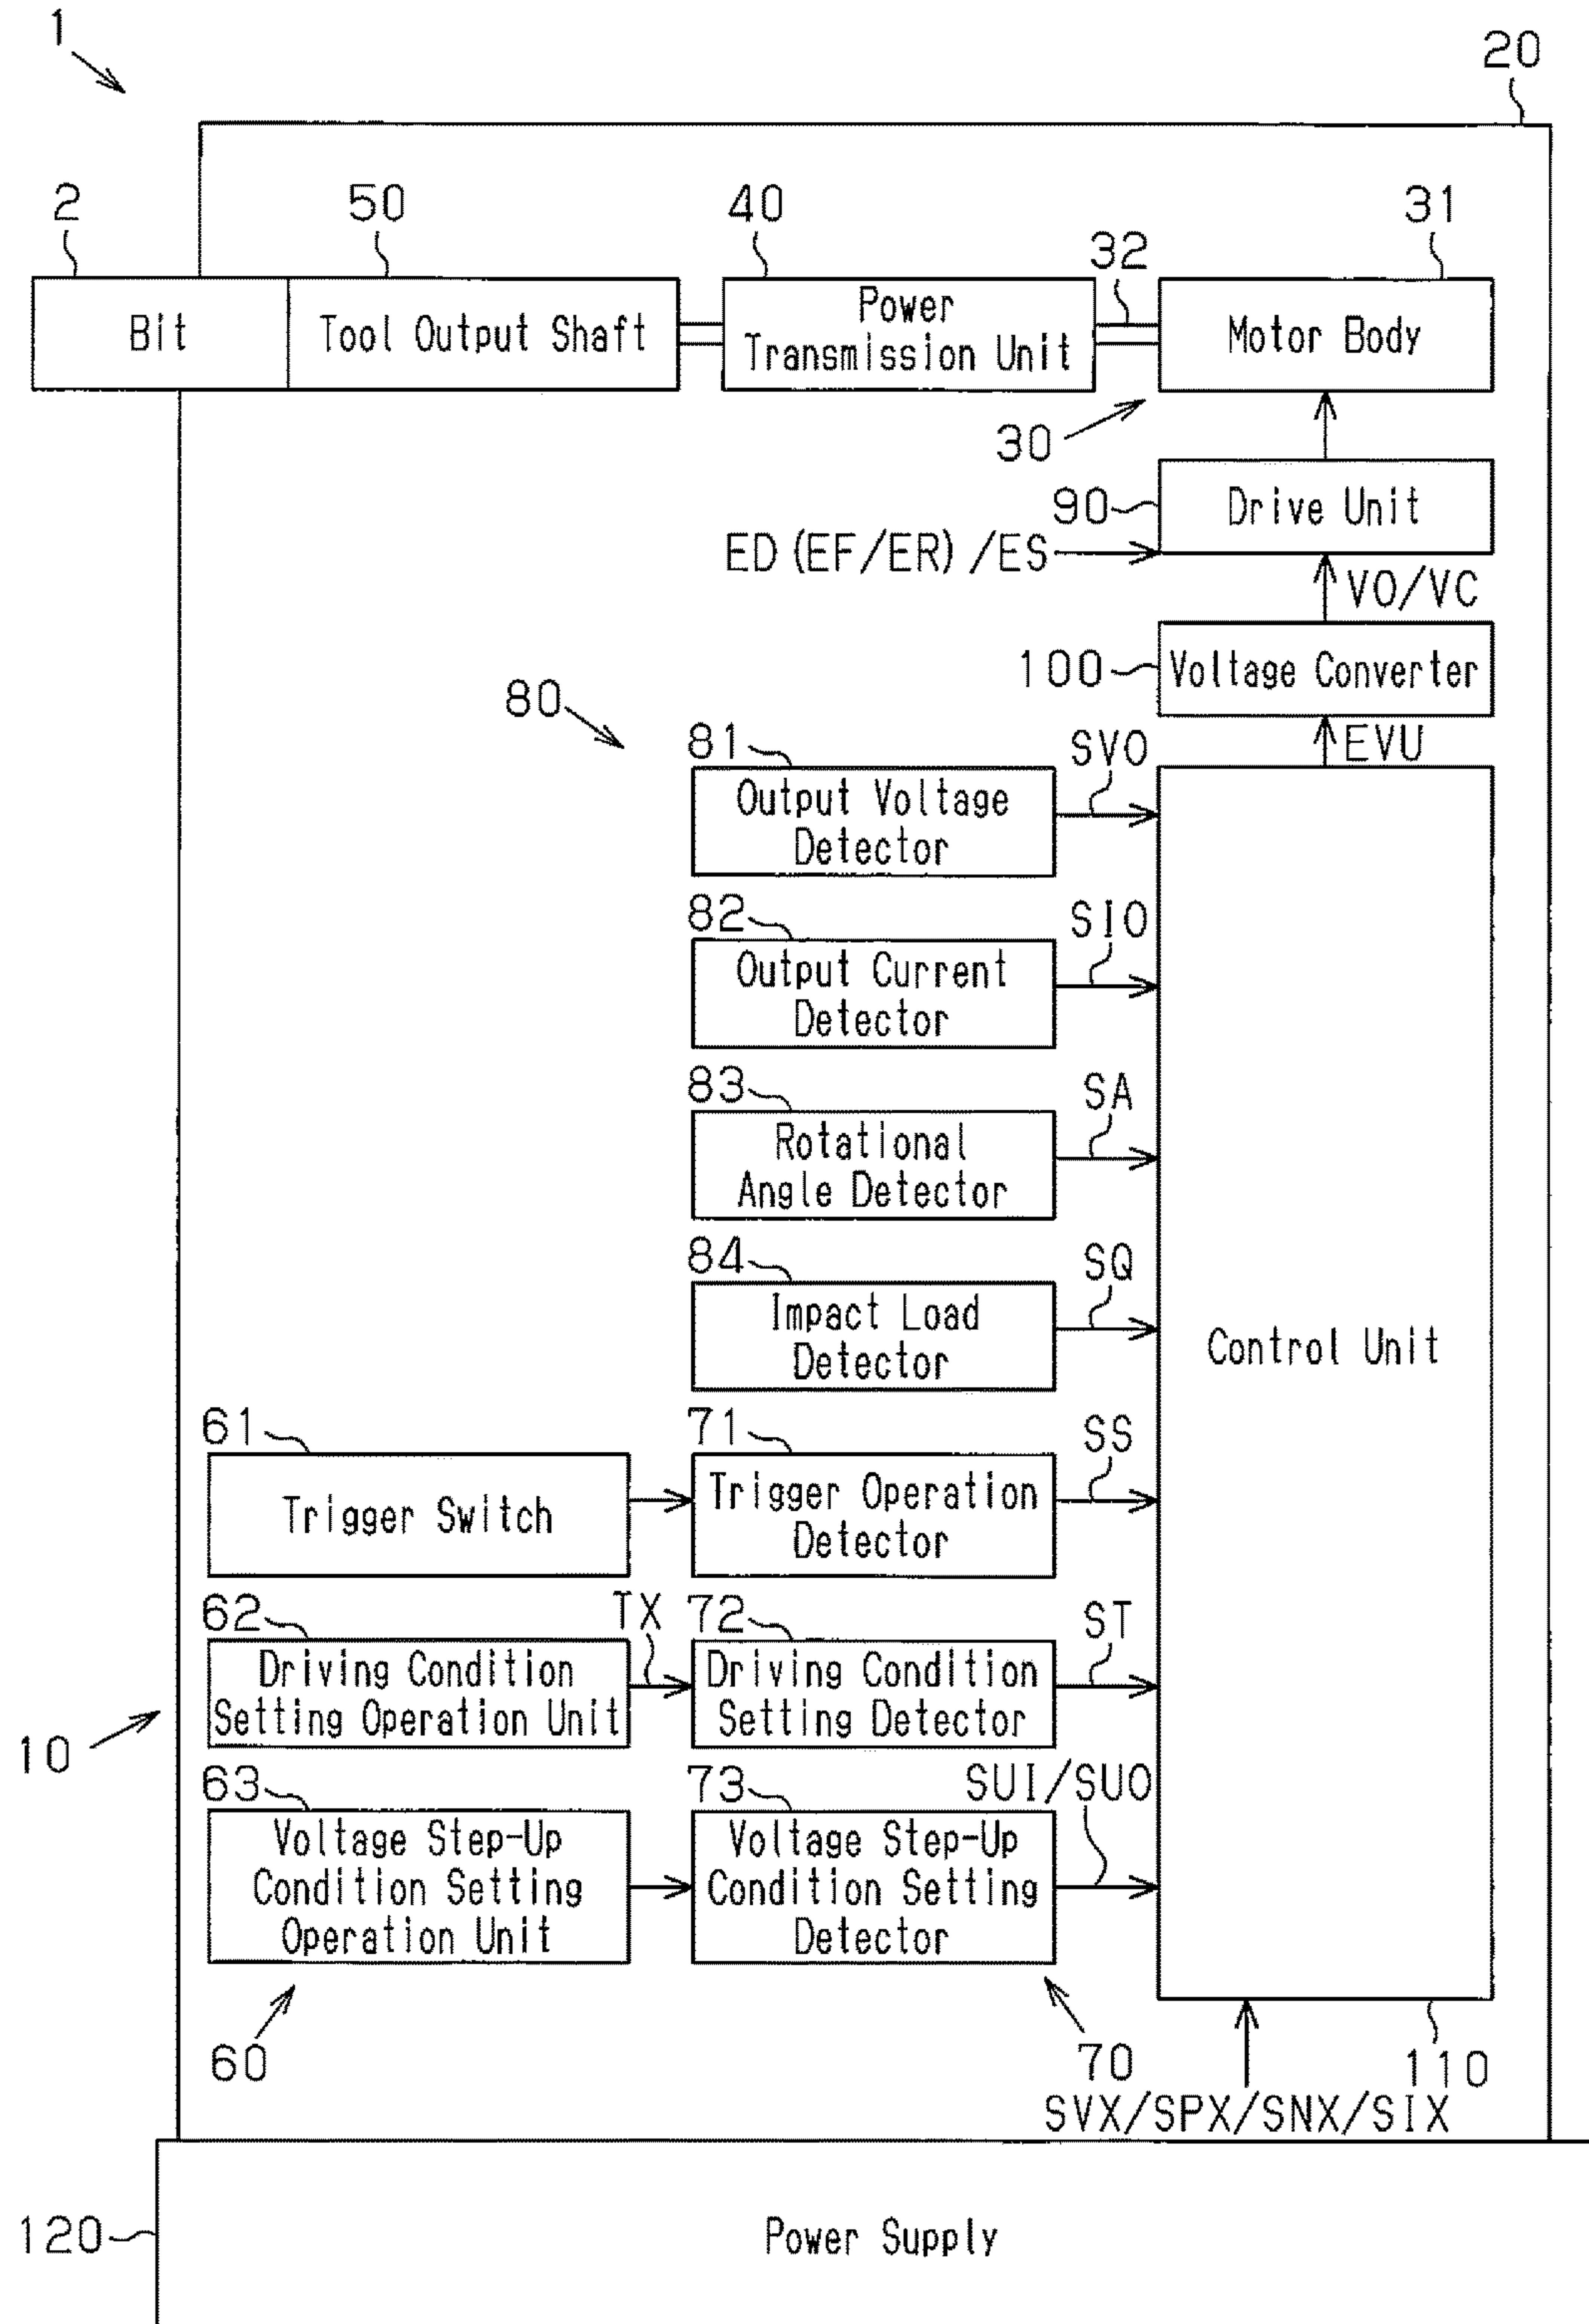 1
20
2
50
40
32
31
Bit
Tool Output Shaft
Power
Transmission Unit
Motor Body
30
90
Drive Unit
ED (EF/ER) /ES
VO/VC
100
Voltage Converter
80
EVU
81
SVO
Output Voltage
Detector
82
SIO
Output Current
Detector
83
SA
Rotational
Angle Detector
84
SQ
Impact Load
Detector
Control Unit
61
71
SS
Trigger Switch
Trigger Operation
Detector
62
TX
72
ST
Driving Condition
Setting Operation Unit
Driving Condition
Setting Detector
10
63
73
SUI/SUO
Voltage Step-Up
Condition Setting
Operation Unit
Voltage Step-Up
Condition Setting
Detector
60
70
110
SVX/SPX/SNX/SIX
120
Power Supply